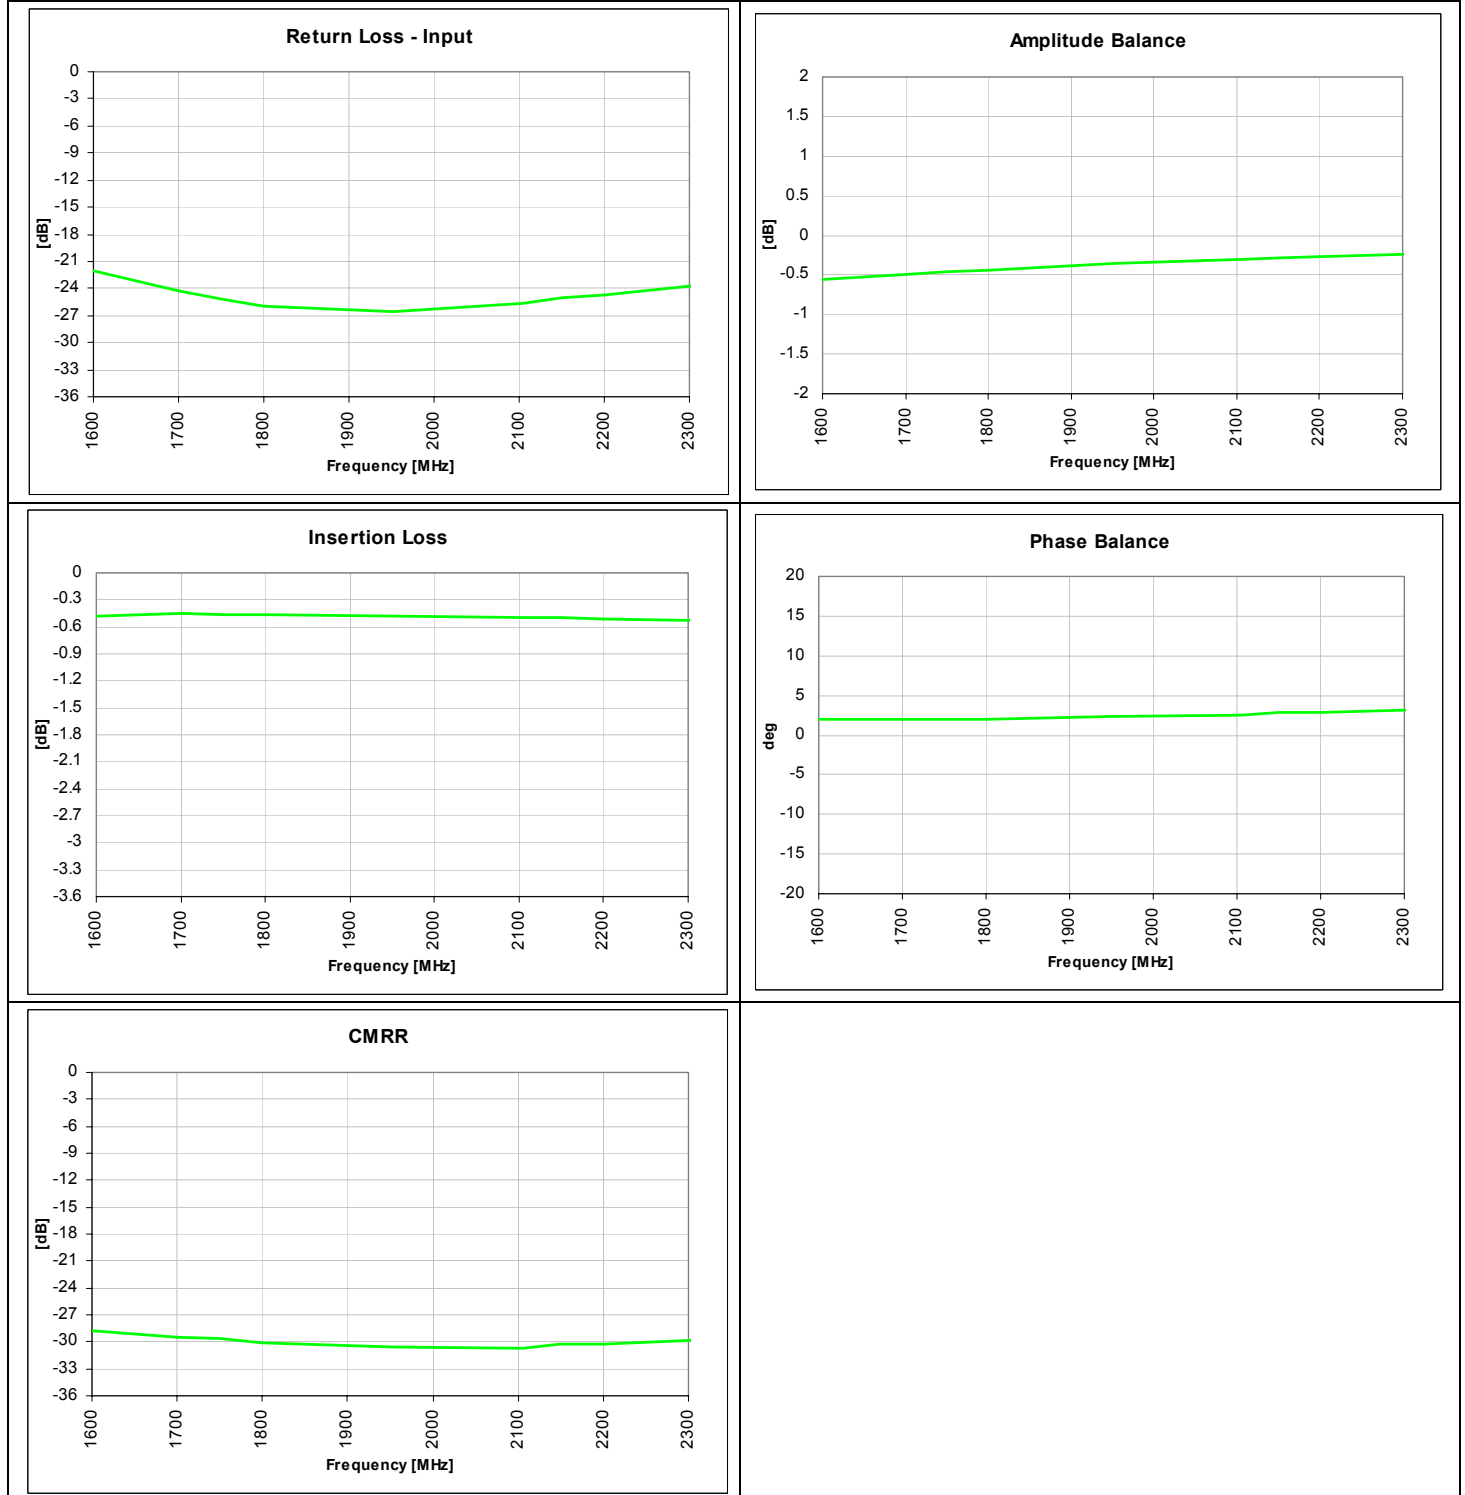 Return Loss - Input
0
-3
-6
-9
-12
-15
-18
-21
-24
-27
-30
-33
-36
[dB]
1600 1700 1800 1900 2000 2100 2200 2300
Frequency [MHz]
Amplitude Balance
2
1.5
1
0.5
0
-0.5
-1
-1.5
-2
[dB]
1600 1700 1800 1900 2000 2100 2200 2300
Frequency [MHz]
Insertion Loss
0
-0.3
-0.6
-0.9
-1.2
-1.5
-1.8
-2.1
-2.4
-2.7
-3
-3.3
-3.6
[dB]
1600 1700 1800 1900 2000 2100 2200 2300
Frequency [MHz]
Phase Balance
20
15
10
5
0
-5
-10
-15
-20
deg
1600 1700 1800 1900 2000 2100 2200 2300
Frequency [MHz]
CMRR
0
-3
-6
-9
-12
-15
-18
-21
-24
-27
-30
-33
-36
[dB]
1600 1700 1800 1900 2000 2100 2200 2300
Frequency [MHz]